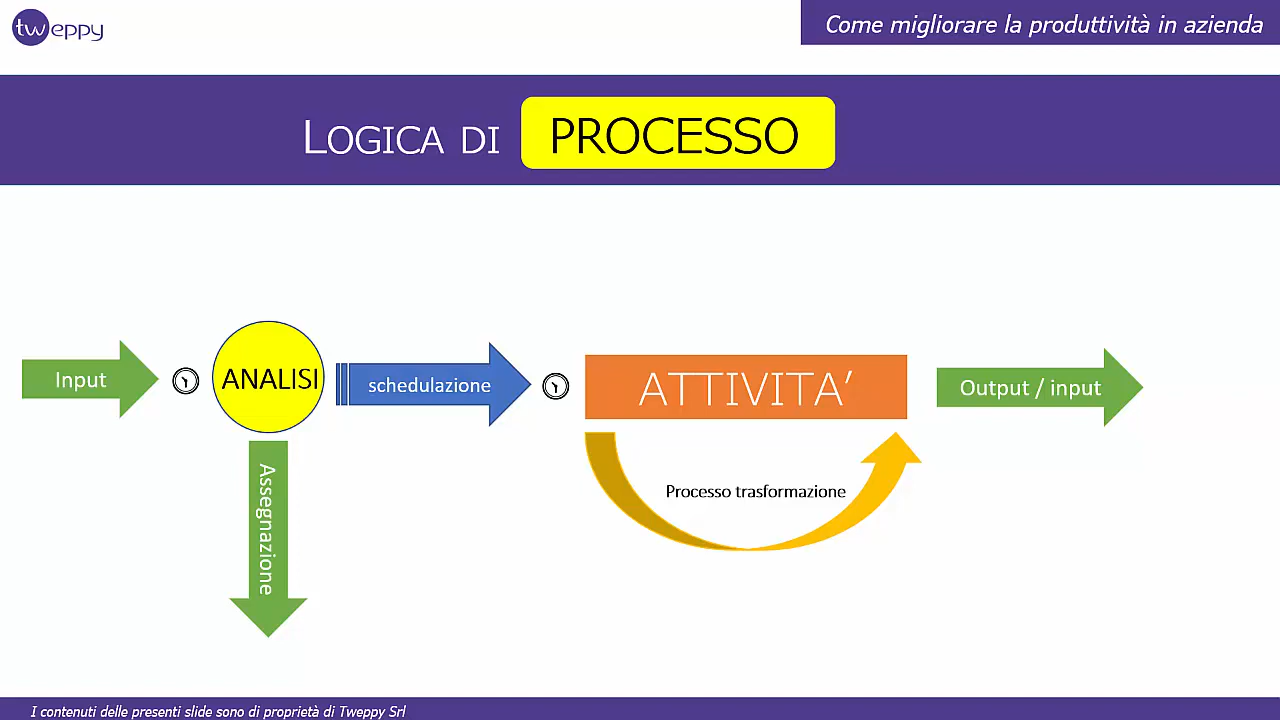 tweppy
Come migliorare la produttività in azienda
LOGICA DI PROCESSO
Input
ANALISI
schedulazione
ATTIVITA’
Output / input
Assegnazione
Processo trasformazione
I contenuti delle presenti slide sono di proprietà di Tweppy Srl